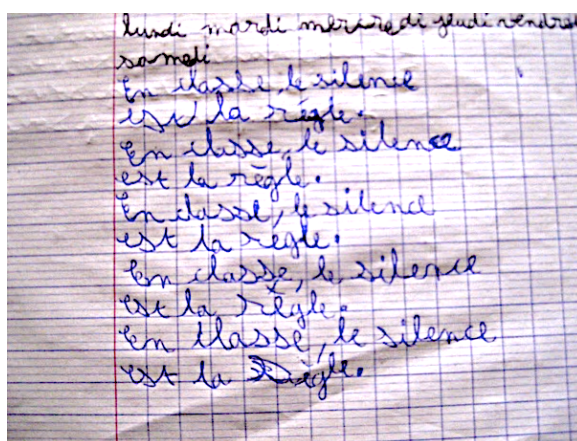 lundi mardi mercredi jeudi vendred
samedi
En classe, le silence
est la règle.
En classe, le silence
est la règle.
En classe, le silence
est la règle.
En classe, le silence
est la règle.
En classe, le silence
est la règle.